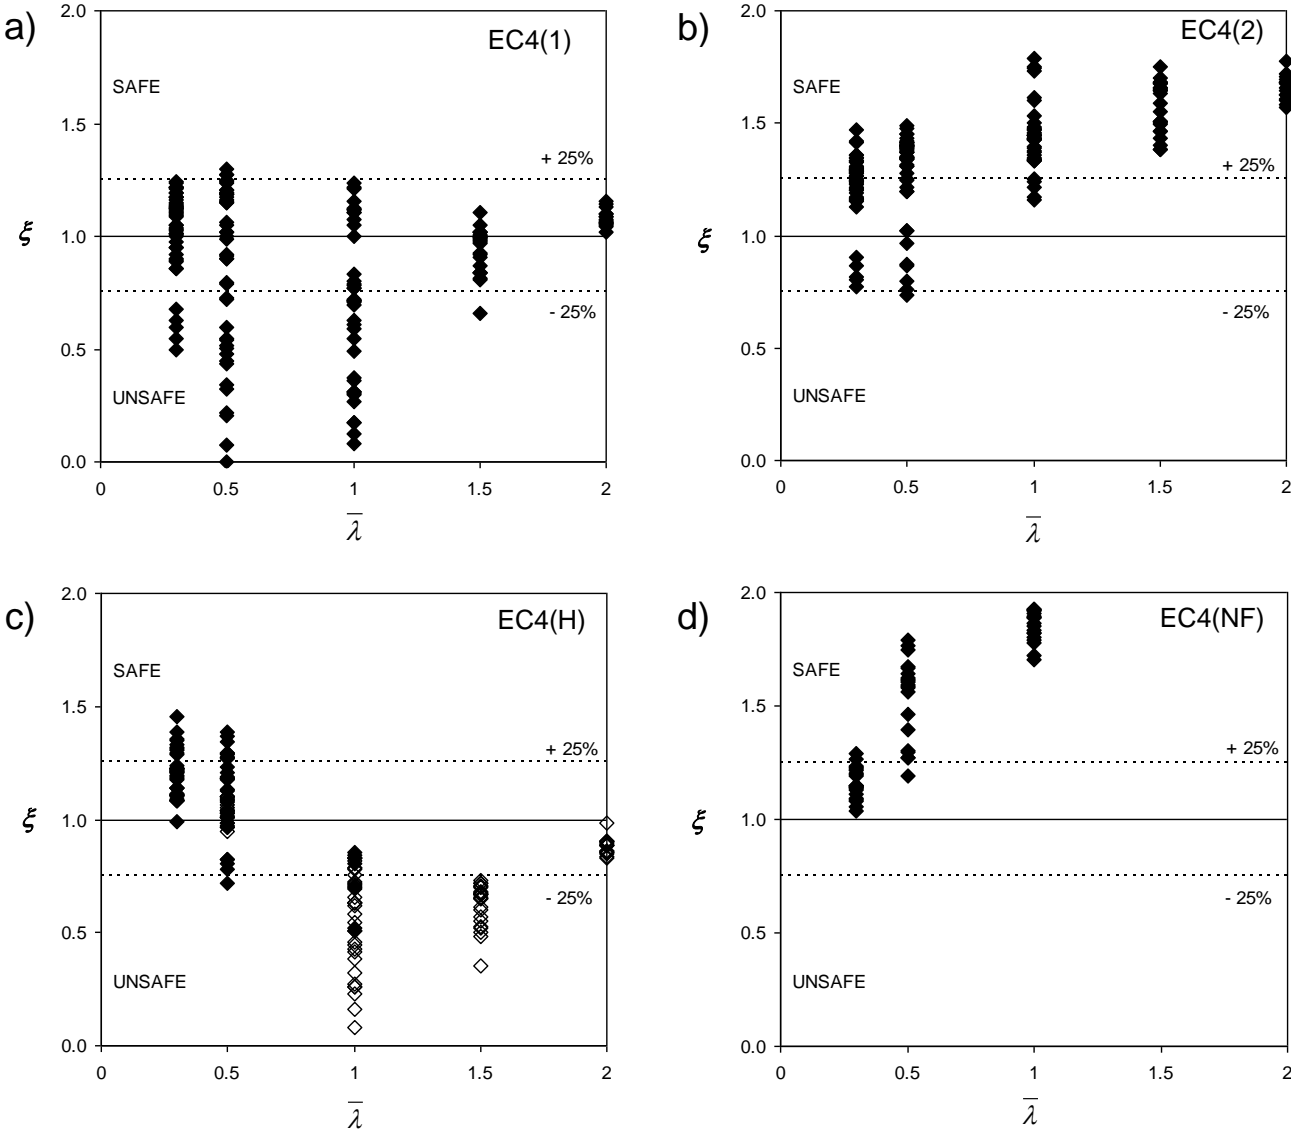 a)
EC4(1)
2.0
SAFE
1.5
+ 25%
ξ
1.0
- 25%
0.5
UNSAFE
0.0
0 0.5 1 1.5 2
λ̅
b)
EC4(2)
2.0
SAFE
1.5
+ 25%
ξ
1.0
- 25%
0.5
UNSAFE
0.0
0 0.5 1 1.5 2
λ̅
c)
EC4(H)
2.0
SAFE
1.5
+ 25%
ξ
1.0
- 25%
0.5
UNSAFE
0.0
0 0.5 1 1.5 2
λ̅
d)
EC4(NF)
2.0
SAFE
1.5
+ 25%
ξ
1.0
- 25%
0.5
UNSAFE
0.0
0 0.5 1 1.5 2
λ̅